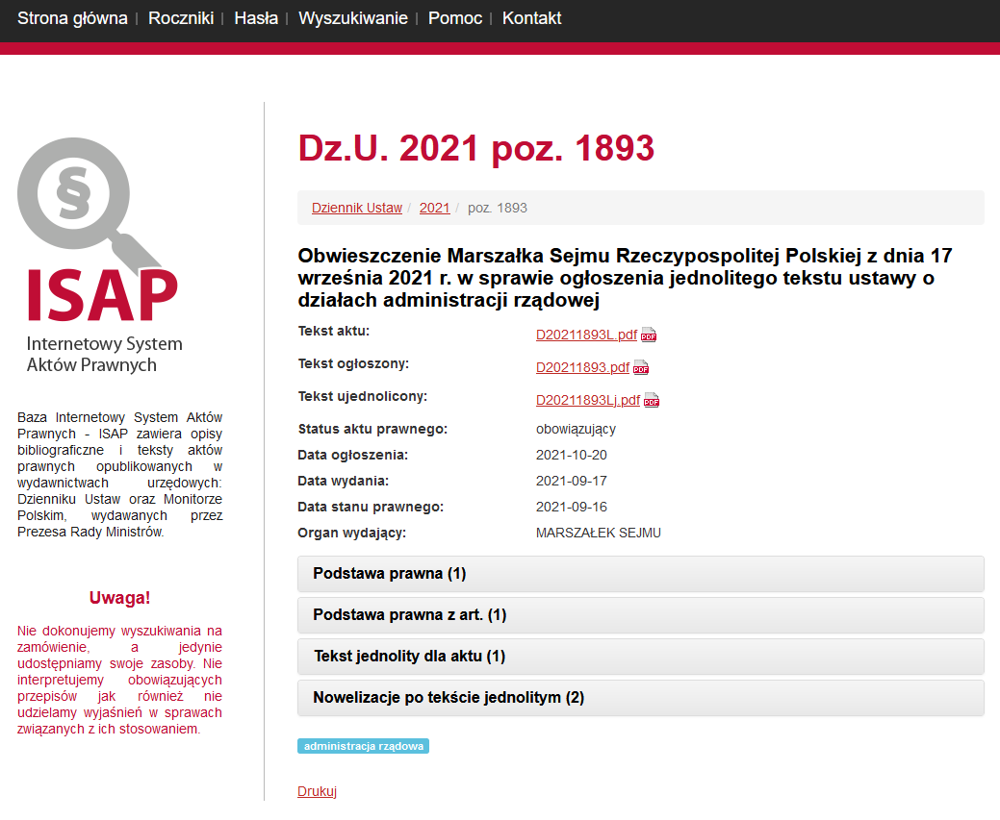 Strona główna | Roczniki | Hasła | Wyszukiwanie | Pomoc | Kontakt
§
ISAP
Internetowy System
Aktów Prawnych
Baza Internetowy System Aktów
Prawnych - ISAP zawiera opisy
bibliograficzne i teksty aktów
prawnych opublikowanych w
wydawnictwach urzędowych:
Dzienniku Ustaw oraz Monitorze
Polskim, wydawanych przez
Prezesa Rady Ministrów.
Uwaga!
Nie dokonujemy wyszukiwania na
zamówienie, a jedynie
udostępniamy swoje zasoby. Nie
interpretujemy obowiązujących
przepisów jak również nie
udzielamy wyjaśnień w sprawach
związanych z ich stosowaniem.
Dz.U. 2021 poz. 1893
Dziennik Ustaw / 2021 / poz. 1893
Obwieszczenie Marszałka Sejmu Rzeczypospolitej Polskiej z dnia 17
września 2021 r. w sprawie ogłoszenia jednolitego tekstu ustawy o
działach administracji rządowej
Tekst aktu: D20211893L.pdf PDF
Tekst ogłoszony: D20211893.pdf PDF
Tekst ujednolicony: D20211893Lj.pdf PDF
Status aktu prawnego: obowiązujący
Data ogłoszenia: 2021-10-20
Data wydania: 2021-09-17
Data stanu prawnego: 2021-09-16
Organ wydający: MARSZAŁEK SEJMU
Podstawa prawna (1)
Podstawa prawna z art. (1)
Tekst jednolity dla aktu (1)
Nowelizacje po tekście jednolitym (2)
administracja rządowa
Drukuj